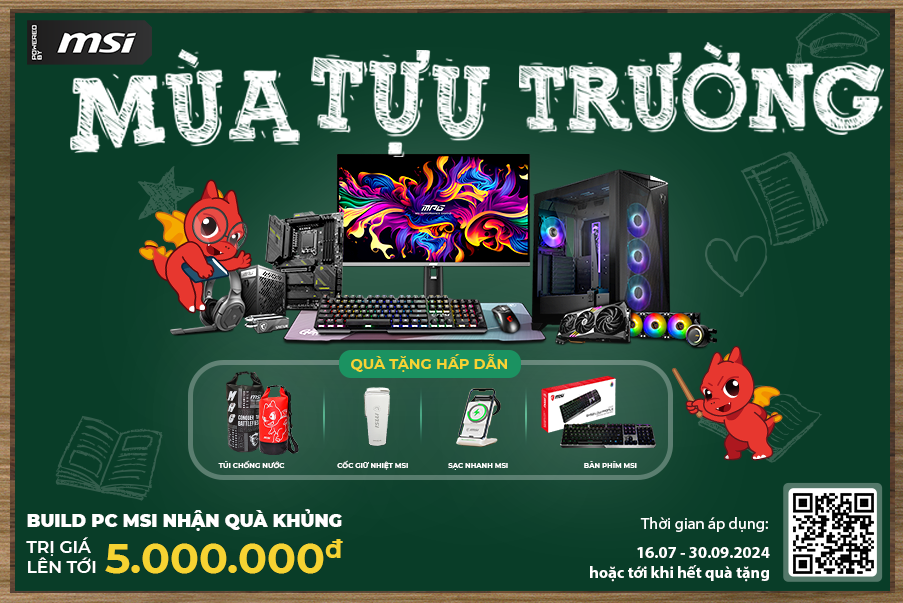 POWERED BY msi
MÙA TỰU TRƯỜNG
MPG
QUÀ TẶNG HẤP DẪN
TÚI CHỐNG NƯỚC
CỐC GIỮ NHIỆT MSI
SẠC NHANH MSI
BÀN PHÍM MSI
BUILD PC MSI NHẬN QUÀ KHỦNG
TRỊ GIÁ
LÊN TỚI 5.000.000đ
Thời gian áp dụng:
16.07 - 30.09.2024
hoặc tới khi hết quà tặng